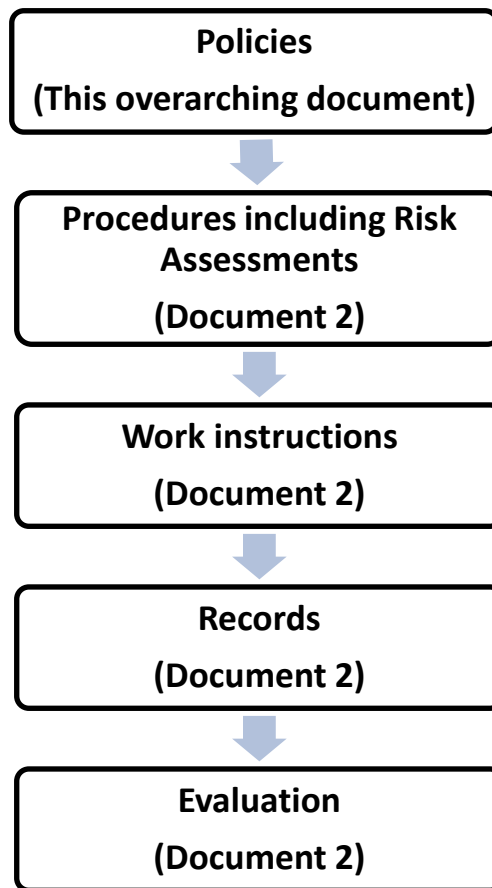 Policies
(This overarching document)
Procedures including Risk
Assessments
(Document 2)
Work instructions
(Document 2)
Records
(Document 2)
Evaluation
(Document 2)